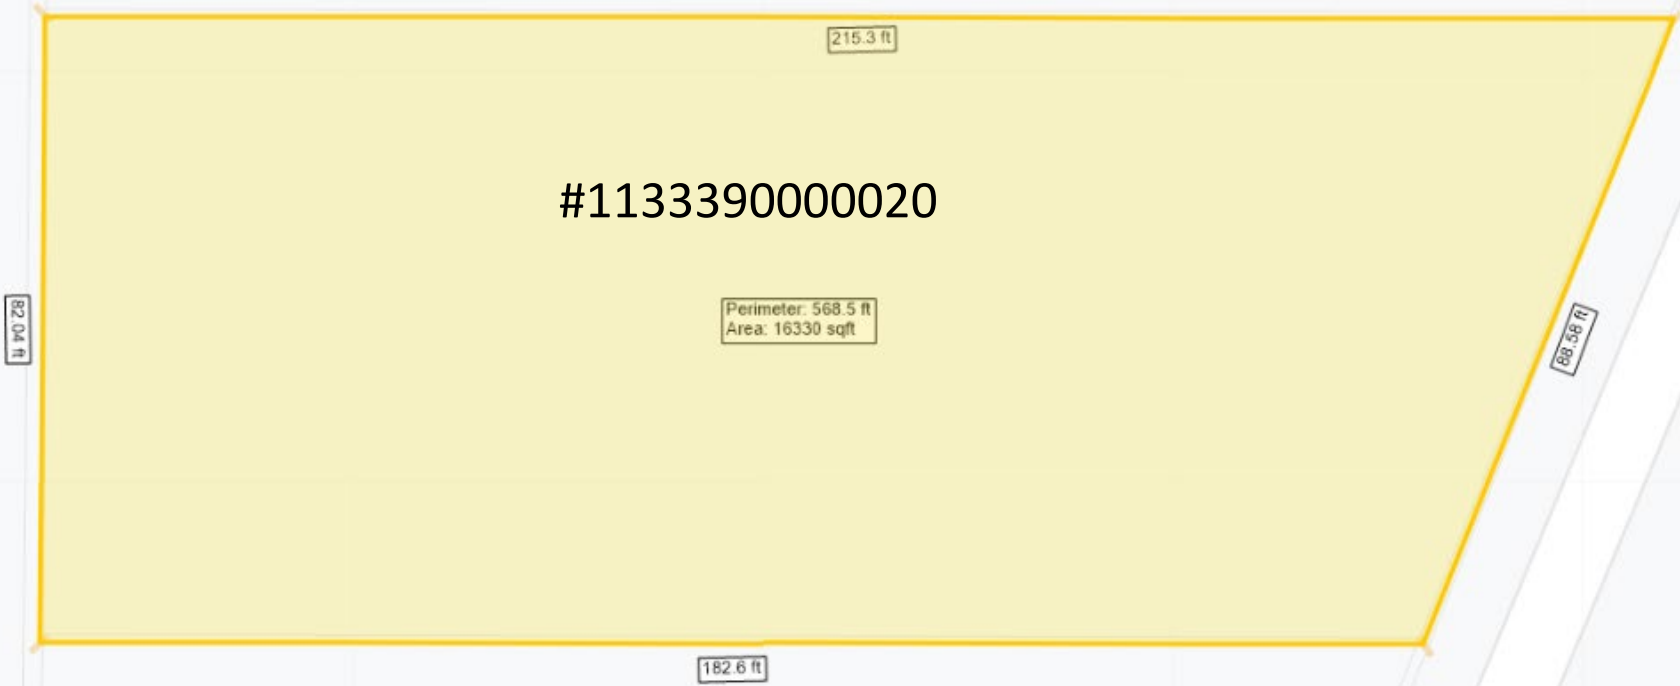 215.3 ft
#1133390000020
82.04 ft
Perimeter: 568.5 ft
Area: 16330 sqft
88.58 ft
182.6 ft